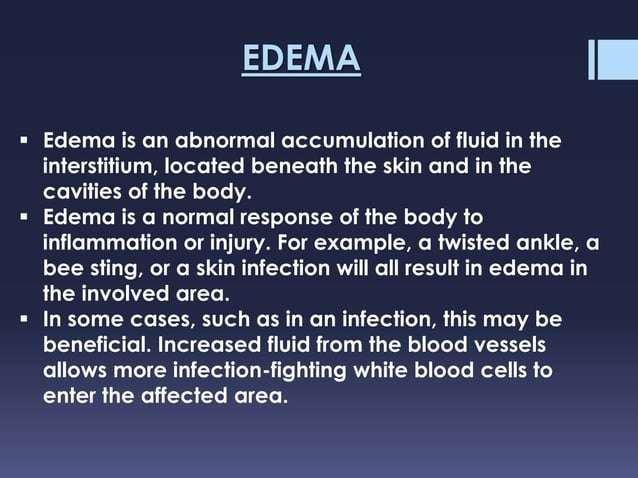 EDEMA
▪ Edema is an abnormal accumulation of fluid in the
interstitium, located beneath the skin and in the
cavities of the body.
▪ Edema is a normal response of the body to
inflammation or injury. For example, a twisted ankle, a
bee sting, or a skin infection will all result in edema in
the involved area.
▪ In some cases, such as in an infection, this may be
beneficial. Increased fluid from the blood vessels
allows more infection-fighting white blood cells to
enter the affected area.